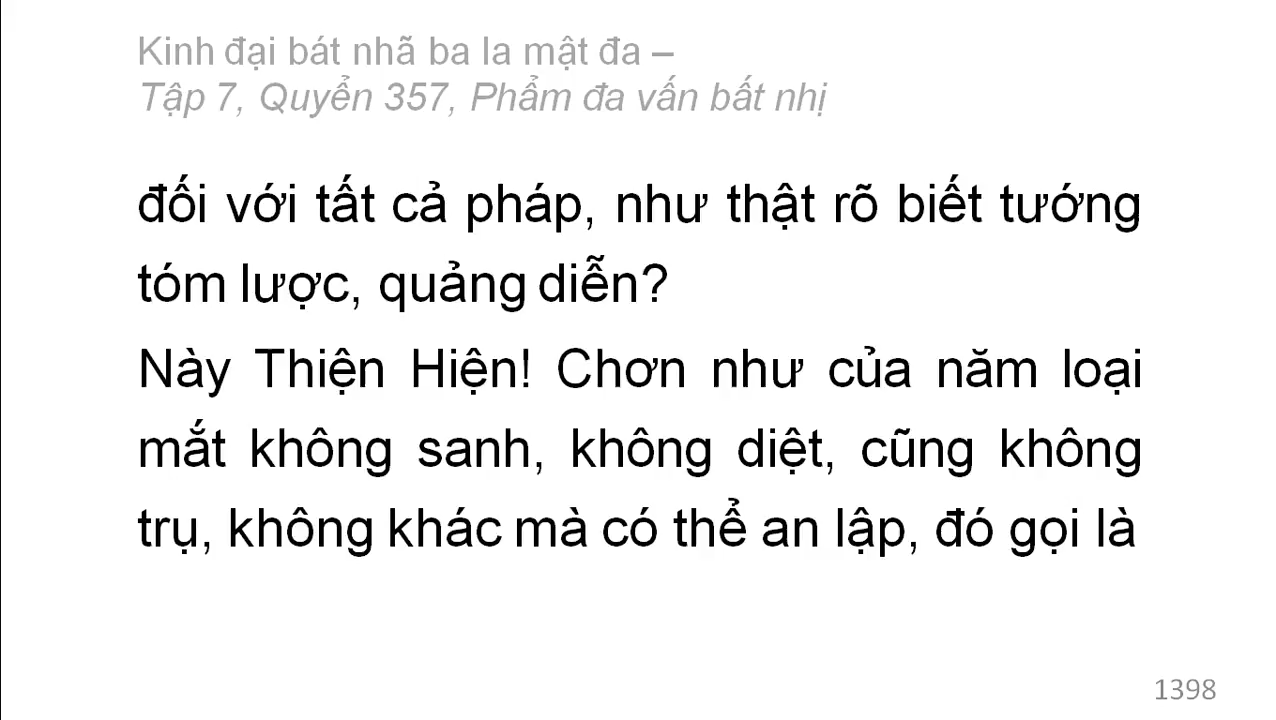 Kinh đại bát nhã ba la mật đa –
Tập 7, Quyển 357, Phẩm đa vấn bất nhị
đối với tất cả pháp, như thật rõ biết tướng
tóm lược, quảng diễn?
Này Thiện Hiện! Chơn như của năm loại
mắt không sanh, không diệt, cũng không
trụ, không khác mà có thể an lập, đó gọi là
1398